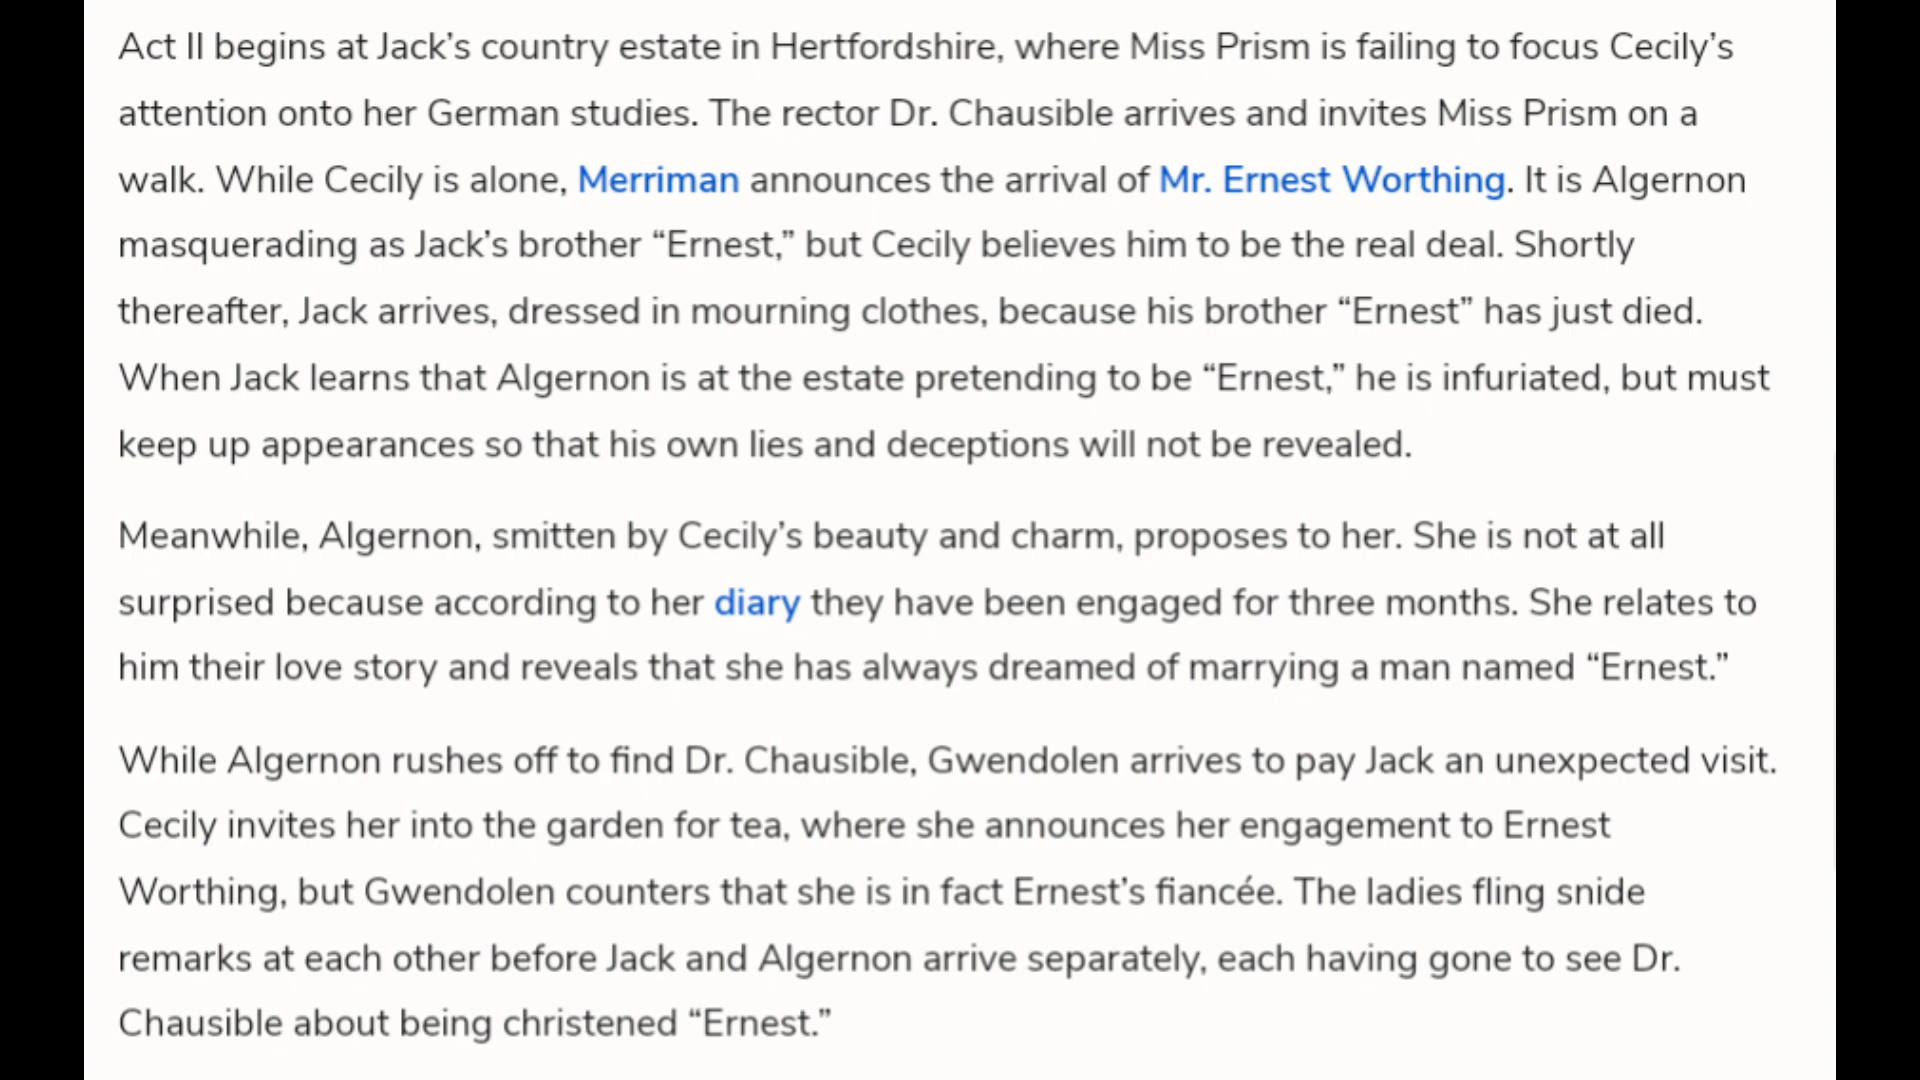 Act II begins at Jack’s country estate in Hertfordshire, where Miss Prism is failing to focus Cecily’s
attention onto her German studies. The rector Dr. Chausible arrives and invites Miss Prism on a
walk. While Cecily is alone, Merriman announces the arrival of Mr. Ernest Worthing. It is Algernon
masquerading as Jack’s brother “Ernest,” but Cecily believes him to be the real deal. Shortly
thereafter, Jack arrives, dressed in mourning clothes, because his brother “Ernest” has just died.
When Jack learns that Algernon is at the estate pretending to be “Ernest,” he is infuriated, but must
keep up appearances so that his own lies and deceptions will not be revealed.
Meanwhile, Algernon, smitten by Cecily’s beauty and charm, proposes to her. She is not at all
surprised because according to her diary they have been engaged for three months. She relates to
him their love story and reveals that she has always dreamed of marrying a man named “Ernest.”
While Algernon rushes off to find Dr. Chausible, Gwendolen arrives to pay Jack an unexpected visit.
Cecily invites her into the garden for tea, where she announces her engagement to Ernest
Worthing, but Gwendolen counters that she is in fact Ernest’s fiancée. The ladies fling snide
remarks at each other before Jack and Algernon arrive separately, each having gone to see Dr.
Chausible about being christened “Ernest.”